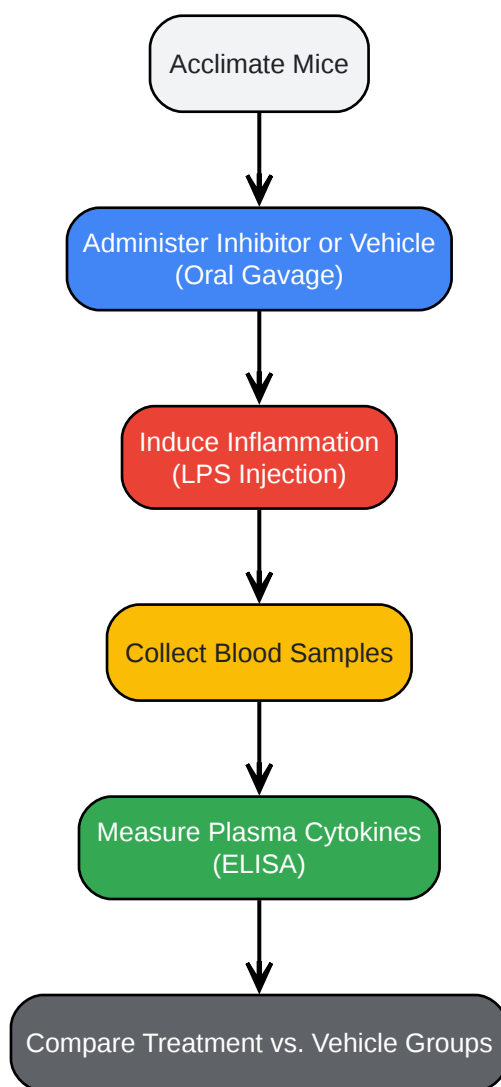 Acclimate Mice
Administer Inhibitor or Vehicle
(Oral Gavage)
Induce Inflammation
(LPS Injection)
Collect Blood Samples
Measure Plasma Cytokines
(ELISA)
Compare Treatment vs. Vehicle Groups